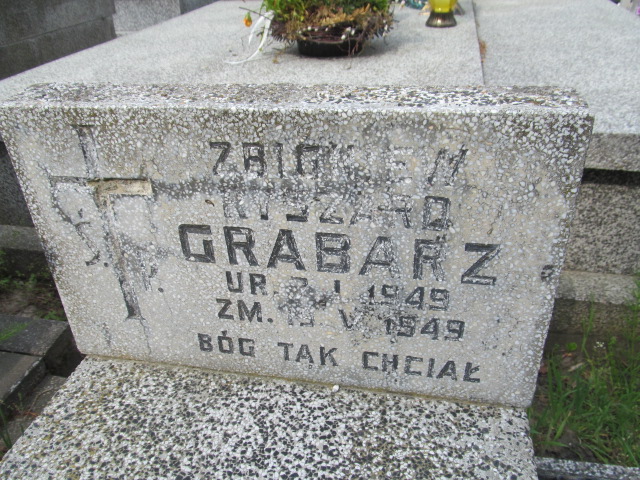 ZBIGNIEW
RYSZARD
GRABARZ
UR. I 1949
ZM. V. 1949
BÓG TAK CHCIAŁ